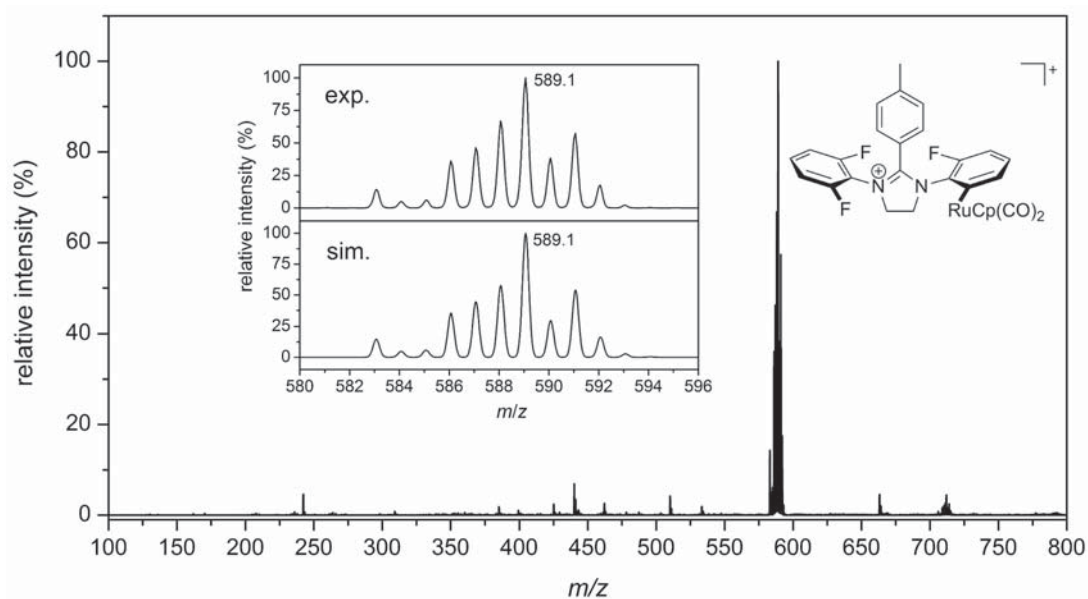 relative intensity (%)
100
80
60
40
20
0
100 150 200 250 300 350 400 450 500 550 600 650 700 750 800
m/z
relative intensity (%)
exp.
589.1
100
75
50
25
0
sim.
589.1
100
75
50
25
0
580 582 584 586 588 590 592 594 596
m/z
+
F
F
F
⊕
N
N
RuCp(CO)₂